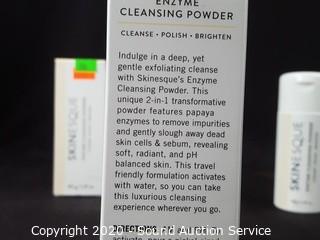 ENZYME
CLEANSING POWDER
CLEANSE • POLISH • BRIGHTEN
Indulge in a deep, yet
gentle exfoliating cleanse
with Skinesque's Enzyme
Cleansing Powder. This
unique 2-in-1 transformative
powder features papaya
enzymes to remove impurities
and gently slough away dead
skin cells & sebum, revealing
soft, radiant, and pH
balanced skin. This travel
friendly formulation activates
with water, so you can take
this luxurious cleansing
experience wherever you go.
SKINESQUE
SKINESQUE
Copyright 2020 - Sound Auction Service